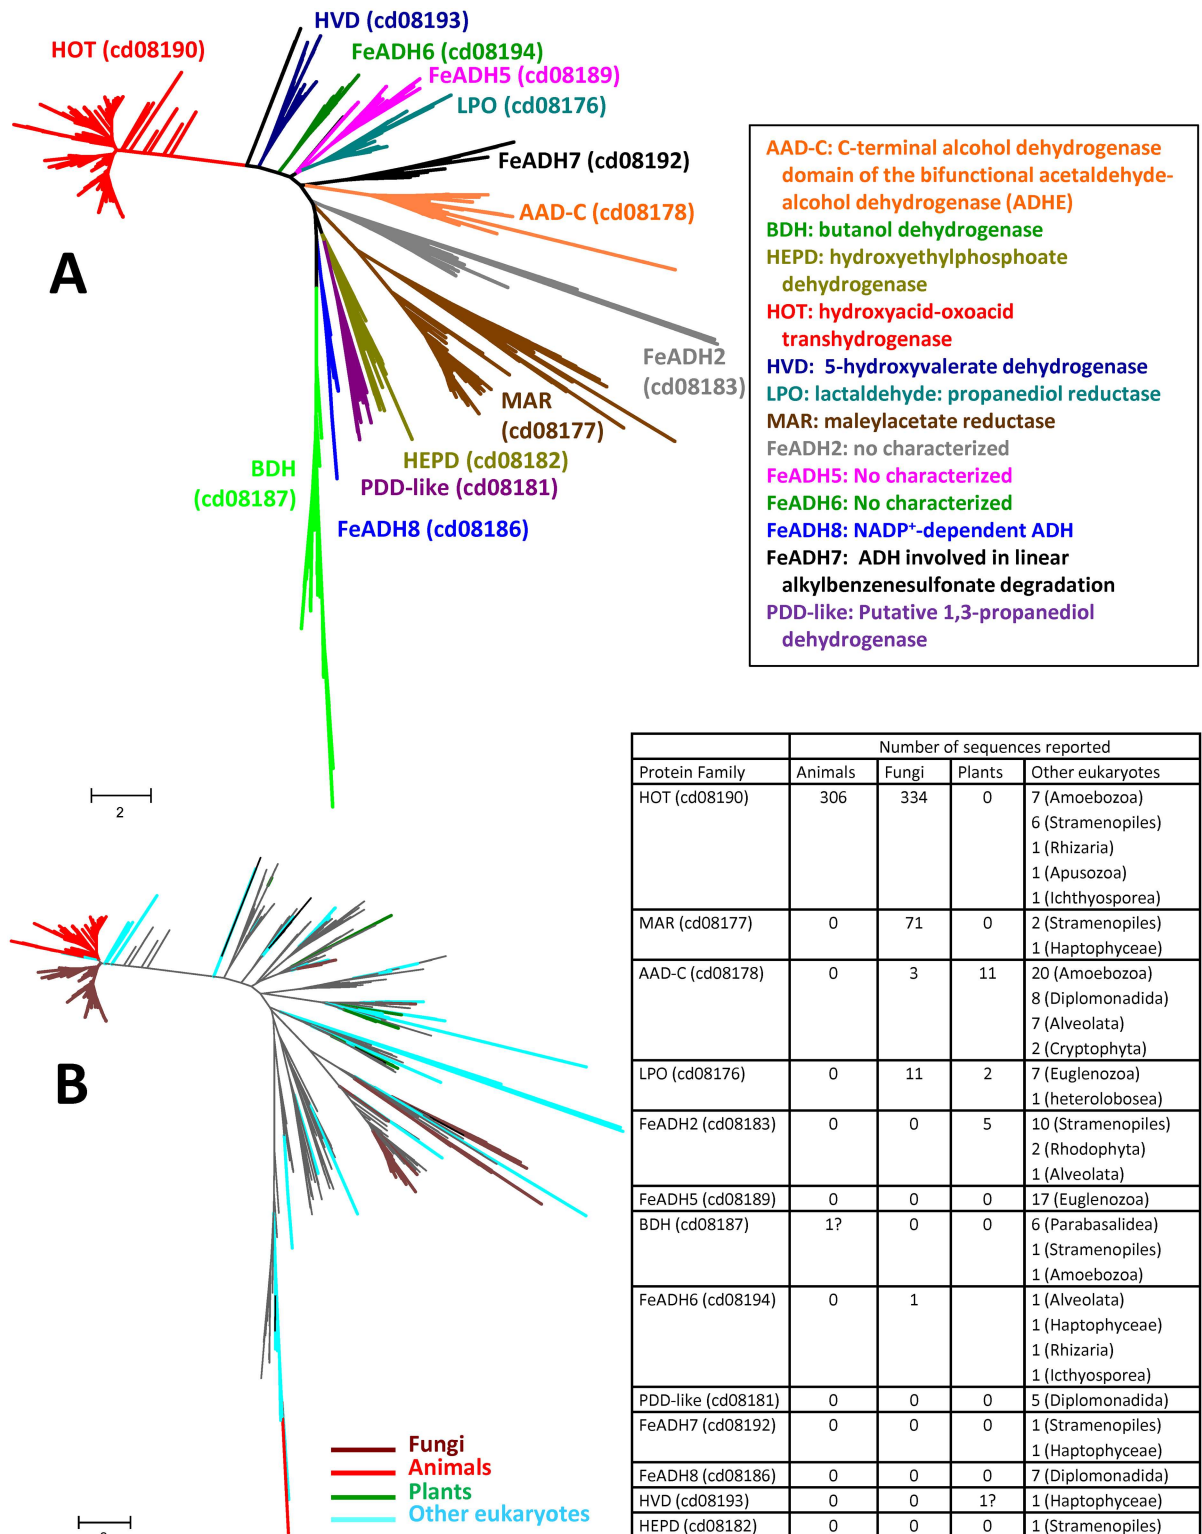 HOT (cd08190)
HVD (cd08193)
FeADH6 (cd08194)
FeADH5 (cd08189)
LPO (cd08176)
FeADH7 (cd08192)
AAD-C (cd08178)
FeADH2
(cd08183)
MAR
(cd08177)
HEPD (cd08182)
PDD-like (cd08181)
FeADH8 (cd08186)
BDH
(cd08187)
A
2
AAD-C: C-terminal alcohol dehydrogenase
domain of the bifunctional acetaldehyde-
alcohol dehydrogenase (ADHE)
BDH: butanol dehydrogenase
HEPD: hydroxyethylphosphoate
dehydrogenase
HOT: hydroxyacid-oxoacid
transhydrogenase
HVD: 5-hydroxyvalerate dehydrogenase
LPO: lactaldehyde: propanediol reductase
MAR: maleylacetate reductase
FeADH2: no characterized
FeADH5: No characterized
FeADH6: No characterized
FeADH8: NADP⁺-dependent ADH
FeADH7: ADH involved in linear
alkylbenzenesulfonate degradation
PDD-like: Putative 1,3-propanediol
dehydrogenase
B
Fungi
Animals
Plants
Other eukaryotes
Number of sequences reported
Protein Family Animals Fungi Plants Other eukaryotes
HOT (cd08190) 306 334 0 7 (Amoebozoa)
6 (Stramenopiles)
1 (Rhizaria)
1 (Apusozoa)
1 (Ichthyosporea)
MAR (cd08177) 0 71 0 2 (Stramenopiles)
1 (Haptophyceae)
AAD-C (cd08178) 0 3 11 20 (Amoebozoa)
8 (Diplomonadida)
7 (Alveolata)
2 (Cryptophyta)
LPO (cd08176) 0 11 2 7 (Euglenozoa)
1 (heterolobosea)
FeADH2 (cd08183) 0 0 5 10 (Stramenopiles)
2 (Rhodophyta)
1 (Alveolata)
FeADH5 (cd08189) 0 0 0 17 (Euglenozoa)
BDH (cd08187) 1? 0 0 6 (Parabasalidea)
1 (Stramenopiles)
1 (Amoebozoa)
FeADH6 (cd08194) 0 1 1 (Alveolata)
1 (Haptophyceae)
1 (Rhizaria)
1 (Icthyosporea)
PDD-like (cd08181) 0 0 0 5 (Diplomonadida)
FeADH7 (cd08192) 0 0 0 1 (Stramenopiles)
1 (Haptophyceae)
FeADH8 (cd08186) 0 0 0 7 (Diplomonadida)
HVD (cd08193) 0 0 1? 1 (Haptophyceae)
HEPD (cd08182) 0 0 0 1 (Stramenopiles)